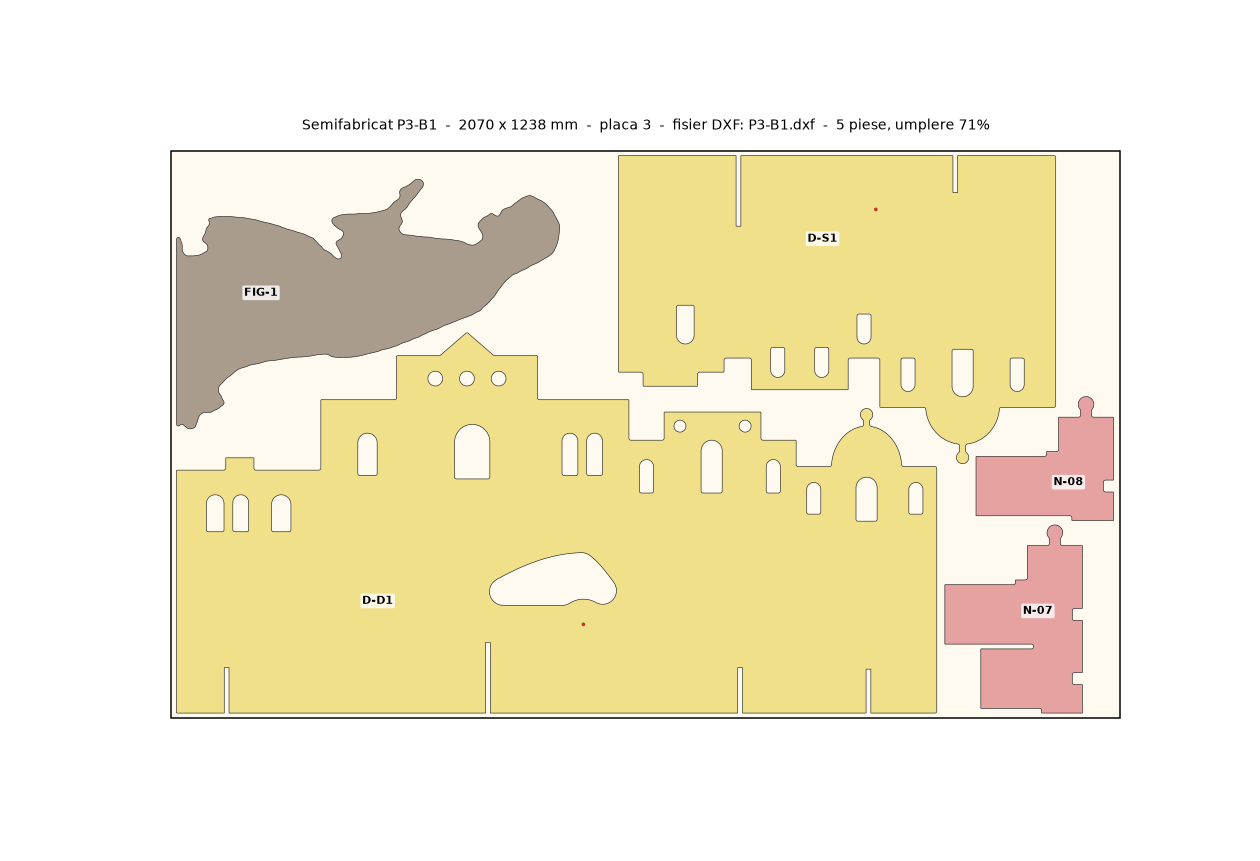 Semifabricat P3-B1 - 2070 x 1238 mm - placa 3 - fisier DXF: P3-B1.dxf - 5 piese, umplere 71%
D-S1
FIG-1
N-08
D-D1
N-07